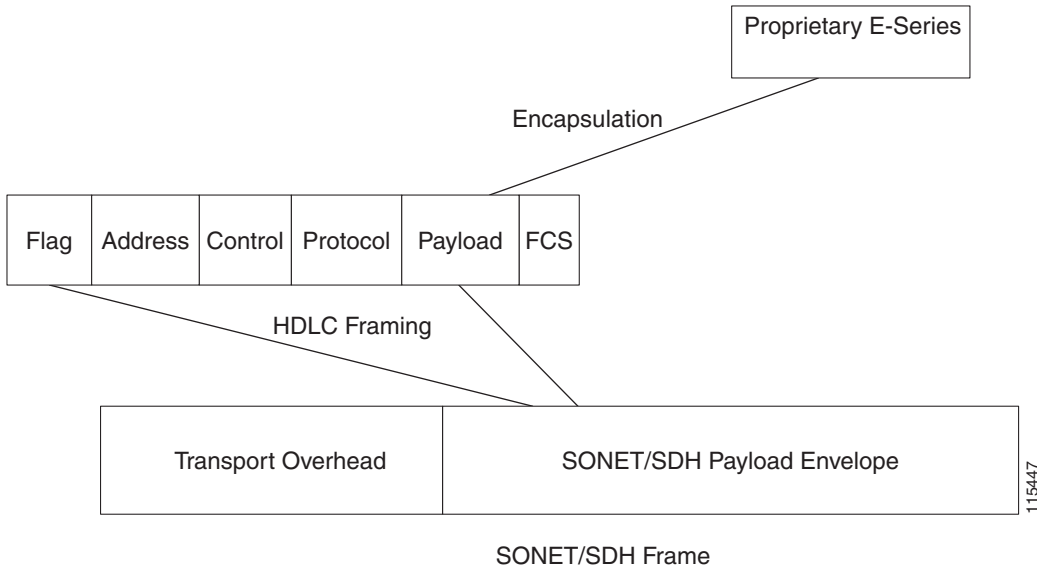 Proprietary E-Series
Encapsulation
Flag Address Control Protocol Payload FCS
HDLC Framing
Transport Overhead SONET/SDH Payload Envelope
115447
SONET/SDH Frame